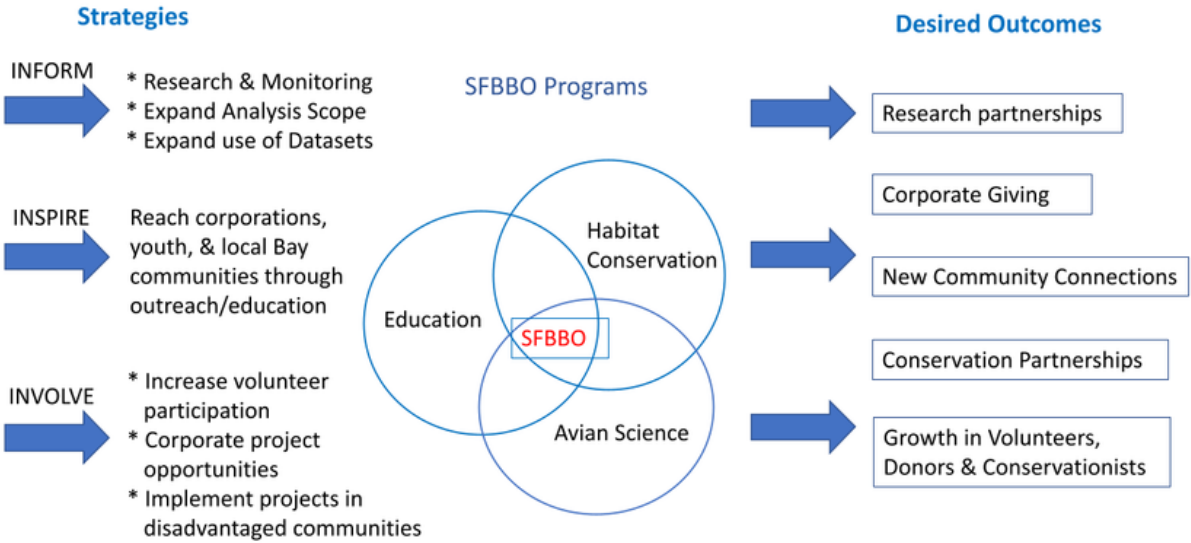 Strategies
INFORM
* Research & Monitoring
* Expand Analysis Scope
* Expand use of Datasets
INSPIRE
Reach corporations,
youth, & local Bay
communities through
outreach/education
INVOLVE
* Increase volunteer
participation
* Corporate project
opportunities
* Implement projects in
disadvantaged communities
SFBBO Programs
Habitat
Conservation
Education
SFBBO
Avian Science
Desired Outcomes
Research partnerships
Corporate Giving
New Community Connections
Conservation Partnerships
Growth in Volunteers,
Donors & Conservationists